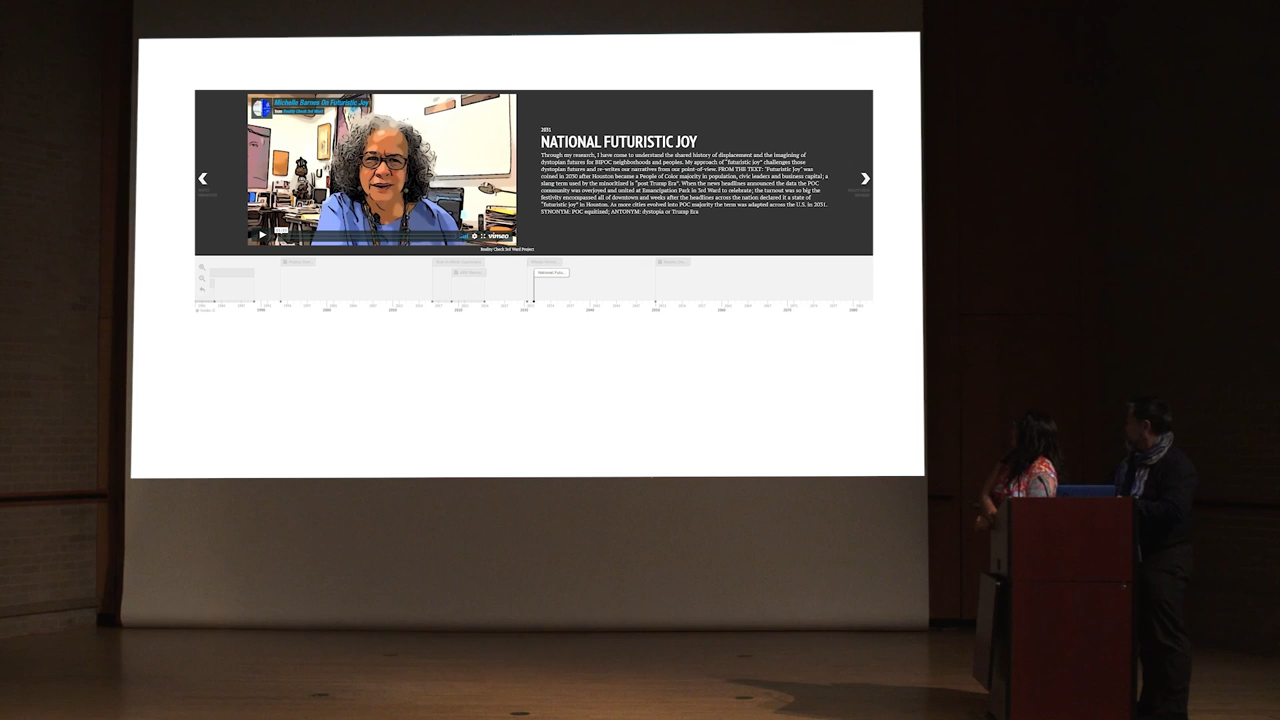 Michelle Barnes On Futuristic Joy
from Reality Check 3rd Ward
vimeo
Reality Check 3rd Ward Project
2031
NATIONAL FUTURISTIC JOY
Through my research, I have come to understand the shared history of displacement and the imagining of
dystopian futures for BIPOC neighborhoods and peoples. My approach of "futuristic joy" challenges those
dystopian futures and re-writes our narratives from our point-of-view. FROM THE TEXT: "Futuristic Joy" was
coined in 2030 after Houston became a People of Color majority in population, civic leaders and business capital; a
slang term used by the minoritized is "post Trump Era". When the news headlines announced the data the POC
community was overjoyed and united at Emancipation Park in 3rd Ward to celebrate; the turnout was so big the
festivity encompassed all of downtown and weeks after the headlines across the nation declared it a state of
"futuristic joy" in Houston. As more cities evolved into POC majority the term was adapted across the U.S. in 2031.
SYNONYM: POC equitized; ANTONYM: dystopia or Trump Era
National Futu...